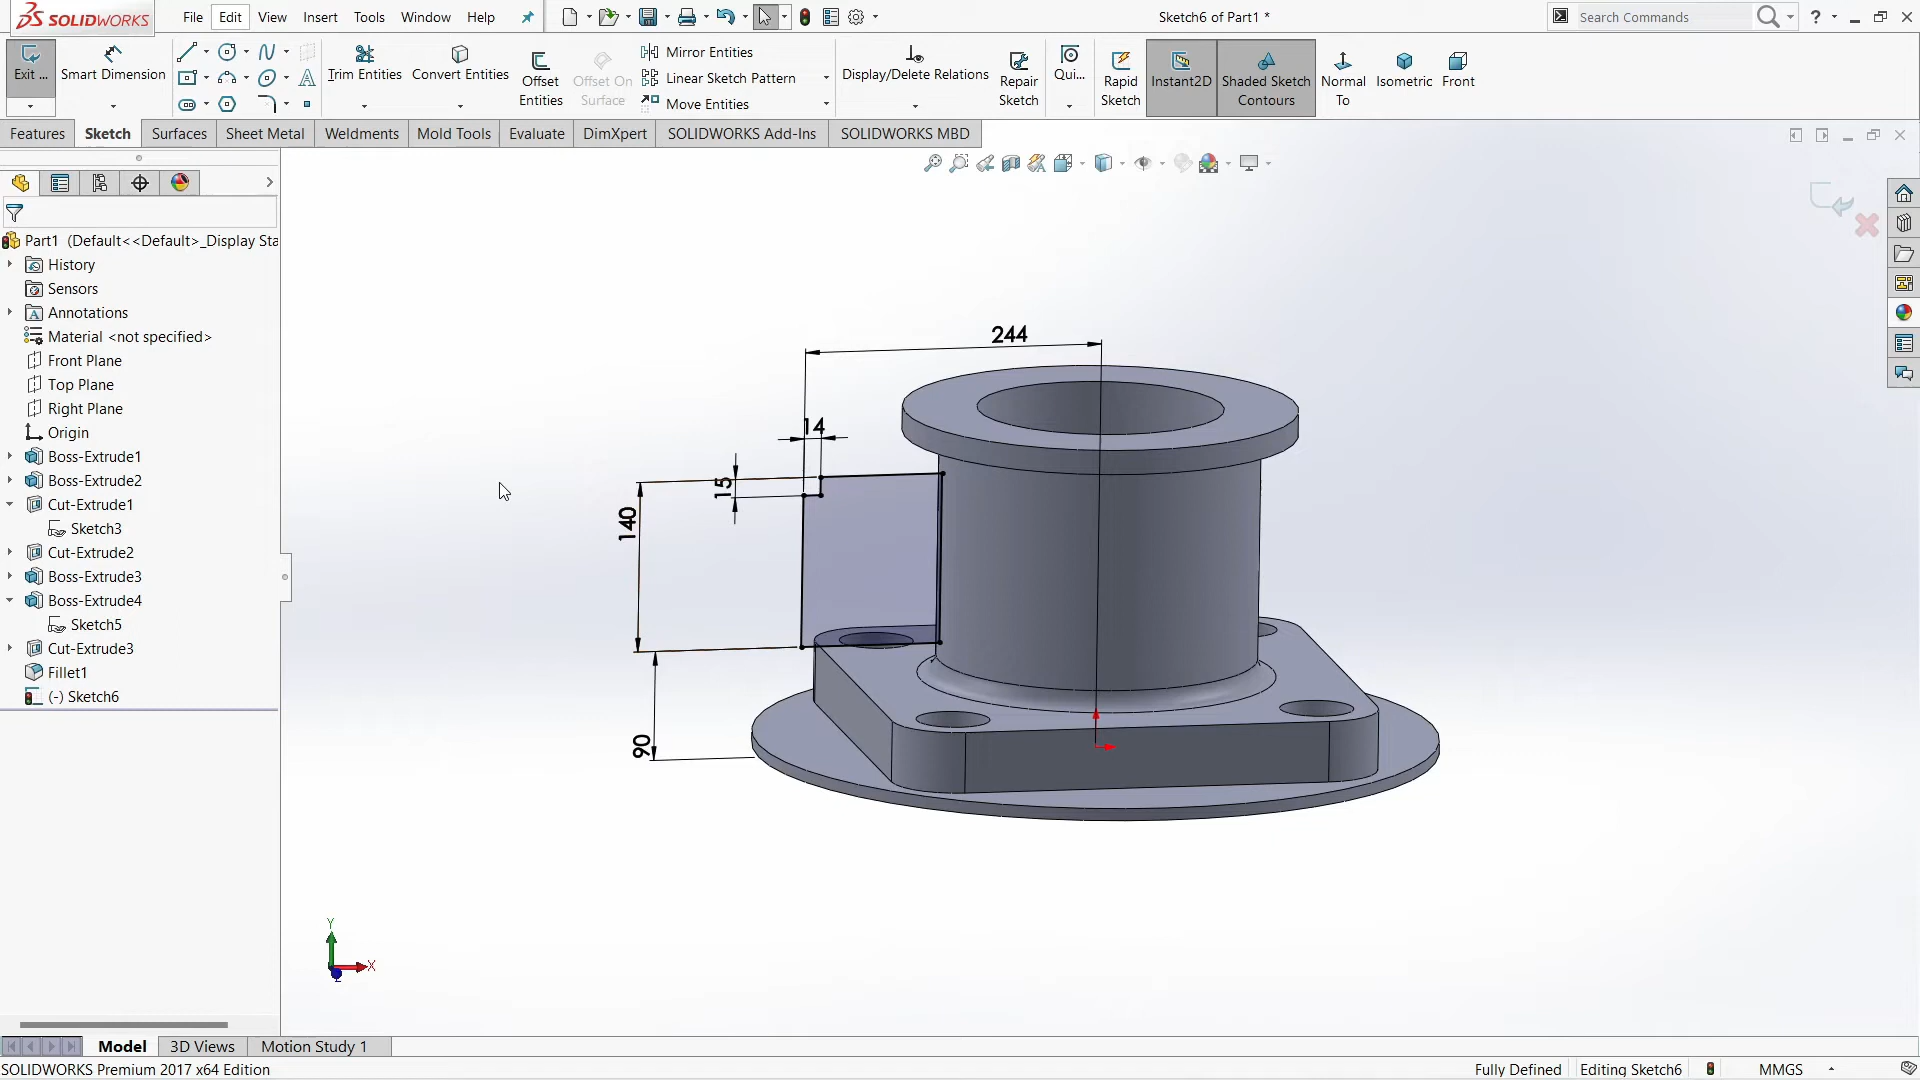 SOLIDWORKS
File Edit View Insert Tools Window Help
Sketch6 of Part1 *
Search Commands
?
Exit ...
Smart Dimension
Trim Entities
Convert Entities
Offset Entities
Offset On Surface
Mirror Entities
Linear Sketch Pattern
Move Entities
Display/Delete Relations
Repair Sketch
Qui...
Rapid Sketch
Instant2D
Shaded Sketch Contours
Normal To
Isometric
Front
Features Sketch Surfaces Sheet Metal Weldments Mold Tools Evaluate DimXpert SOLIDWORKS Add-Ins SOLIDWORKS MBD
Part1 (Default<<Default>_Display Sta
History
Sensors
Annotations
Material <not specified>
Front Plane
Top Plane
Right Plane
Origin
Boss-Extrude1
Boss-Extrude2
Cut-Extrude1
Sketch3
Cut-Extrude2
Boss-Extrude3
Boss-Extrude4
Sketch5
Cut-Extrude3
Fillet1
(-) Sketch6
244
14
15
140
90
Y
X
Z
Model 3D Views Motion Study 1
SOLIDWORKS Premium 2017 x64 Edition
Fully Defined Editing Sketch6 MMGS